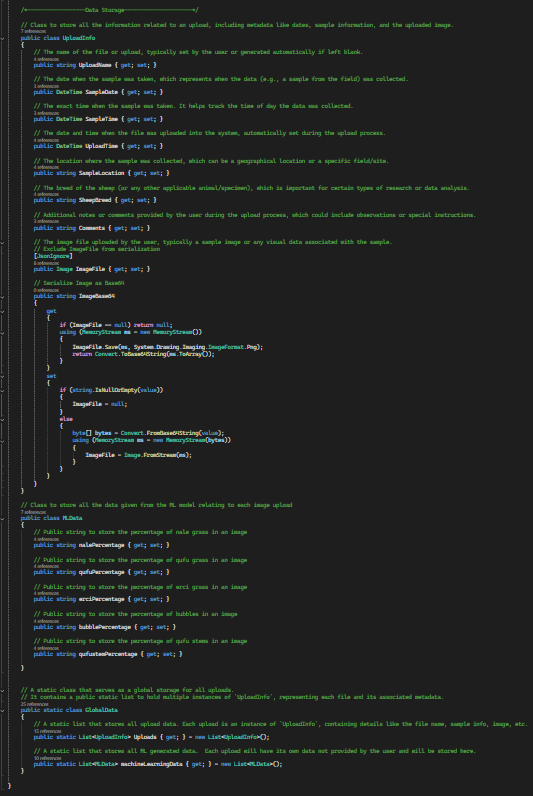 /*--------------------Data Storage-----------------------*/
// Class to store all the information related to an upload, including metadata like dates, sample information, and the uploaded image.
7 references
public class UploadInfo
{
// The name of the file or upload, typically set by the user or generated automatically if left blank.
4 references
public string UploadName { get; set; }
// The date when the sample was taken, which represents when the data (e.g., a sample from the field) was collected.
3 references
public DateTime SampleDate { get; set; }
// The exact time when the sample was taken. It helps track the time of day the data was collected.
3 references
public DateTime SampleTime { get; set; }
// The date and time when the file was uploaded into the system, automatically set during the upload process.
4 references
public DateTime UploadTime { get; set; }
// The location where the sample was collected, which can be a geographical location or a specific field/site.
4 references
public string SampleLocation { get; set; }
// The breed of the sheep (or any other applicable animal/specimen), which is important for certain types of research or data analysis.
4 references
public string SheepBreed { get; set; }
// Additional notes or comments provided by the user during the upload process, which could include observations or special instructions.
3 references
public string Comments { get; set; }
// The image file uploaded by the user, typically a sample image or any visual data associated with the sample.
// Exclude ImageFile from serialization
[JsonIgnore]
8 references
public Image ImageFile { get; set; }
// Serialize Image as Base64
0 references
public string ImageBase64
{
get
{
if (ImageFile == null) return null;
using (MemoryStream ms = new MemoryStream())
{
ImageFile.Save(ms, System.Drawing.Imaging.ImageFormat.Png);
return Convert.ToBase64String(ms.ToArray());
}
}
set
{
if (string.IsNullOrEmpty(value))
{
ImageFile = null;
}
else
{
byte[] bytes = Convert.FromBase64String(value);
using (MemoryStream ms = new MemoryStream(bytes))
{
ImageFile = Image.FromStream(ms);
}
}
}
}
}
// Class to store all the data given from the ML model relating to each image upload
7 references
public class MLData
{
// Public string to store the percentage of nale grass in an image
4 references
public string nalePercentage { get; set; }
// Public string to store the percentage of qufu grass in an image
4 references
public string qufuPercentage { get; set; }
// Public string to store the percentage of erci grass in an image
4 references
public string erciPercentage { get; set; }
// Public string to store the percentage of bubbles in an image
4 references
public string bubblePercentage { get; set; }
// Public string to store the percentage of qufu stems in an image
4 references
public string qufustemPercentage { get; set; }
}
// A static class that serves as a global storage for all uploads.
// It contains a public static list to hold multiple instances of `UploadInfo`, representing each file and its associated metadata.
25 references
public static class GlobalData
{
// A static list that stores all upload data. Each upload is an instance of `UploadInfo`, containing details like the file name, sample info, image, etc.
15 references
public static List<UploadInfo> Uploads { get; } = new List<UploadInfo>();
// A static list that stores all ML generated data. Each upload will have its own data not provided by the user and will be stored here.
10 references
public static List<MLData> machineLearningData { get; } = new List<MLData>();
}
}